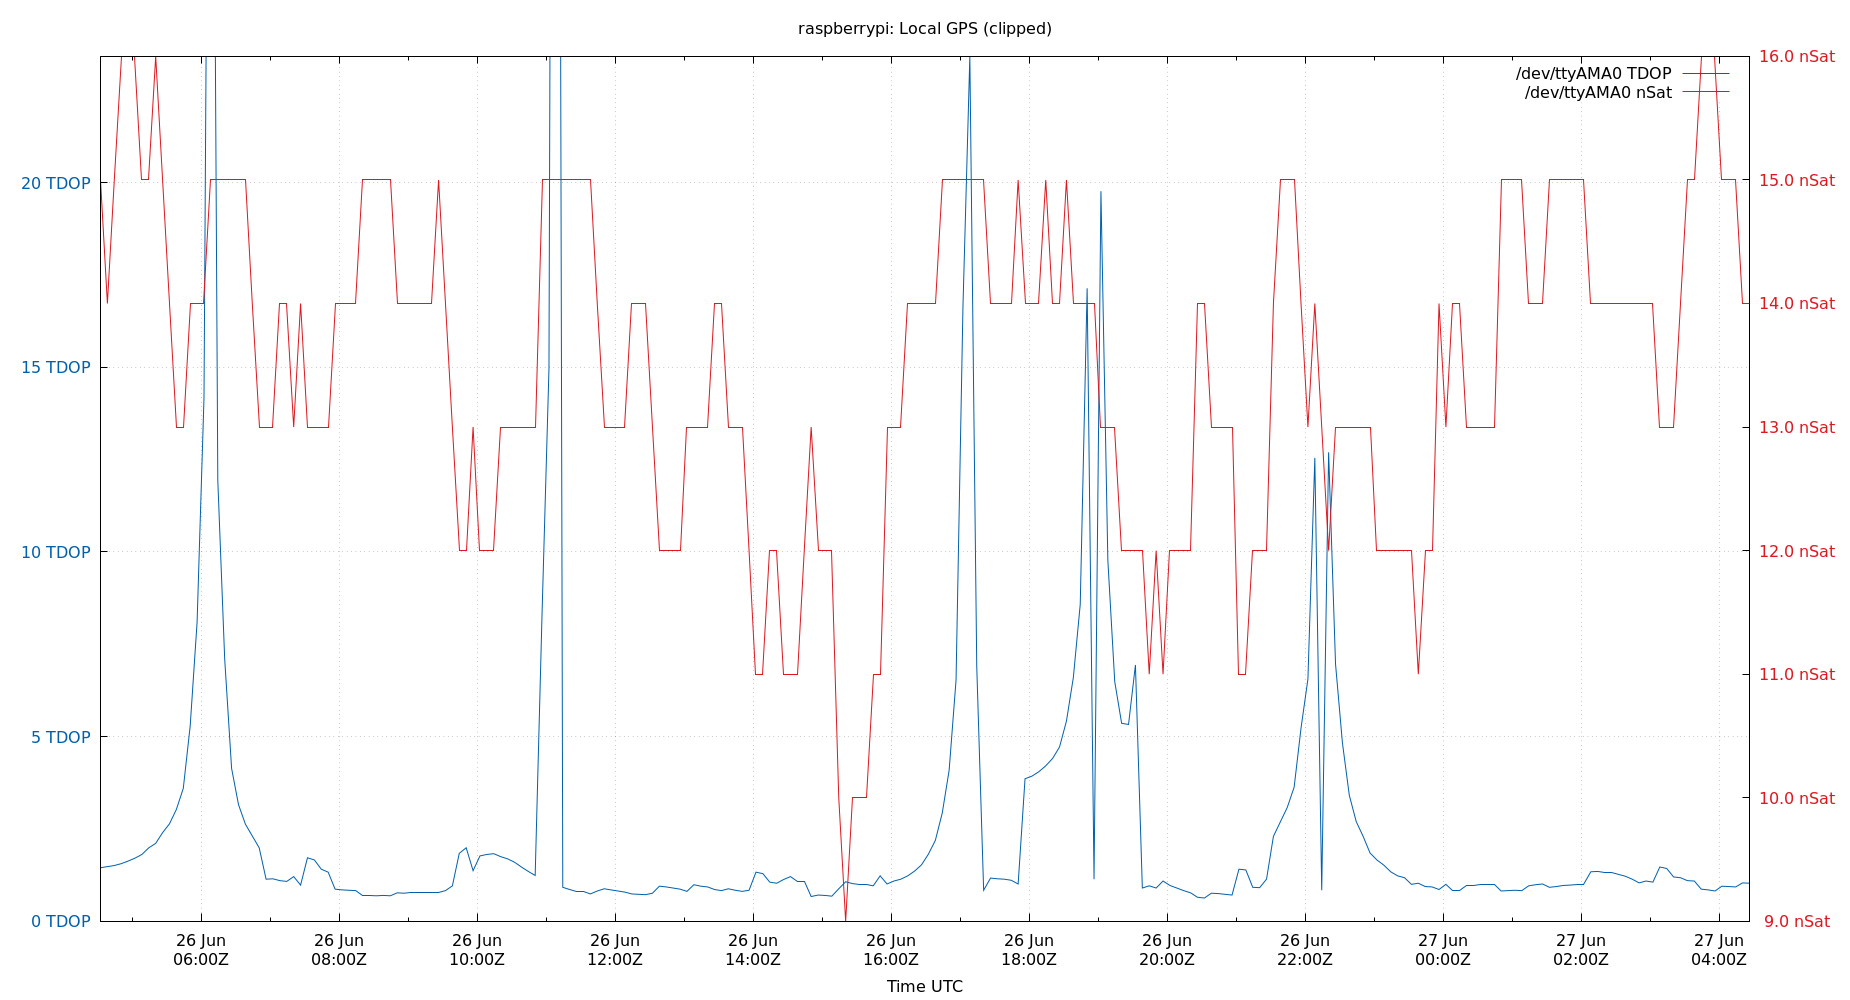 raspberrypi: Local GPS (clipped)
/dev/ttyAMA0 TDOP
/dev/ttyAMA0 nSat
20 TDOP
15 TDOP
10 TDOP
5 TDOP
0 TDOP
16.0 nSat
15.0 nSat
14.0 nSat
13.0 nSat
12.0 nSat
11.0 nSat
10.0 nSat
9.0 nSat
26 Jun
06:00Z
26 Jun
08:00Z
26 Jun
10:00Z
26 Jun
12:00Z
26 Jun
14:00Z
26 Jun
16:00Z
26 Jun
18:00Z
26 Jun
20:00Z
26 Jun
22:00Z
27 Jun
00:00Z
27 Jun
02:00Z
27 Jun
04:00Z
Time UTC